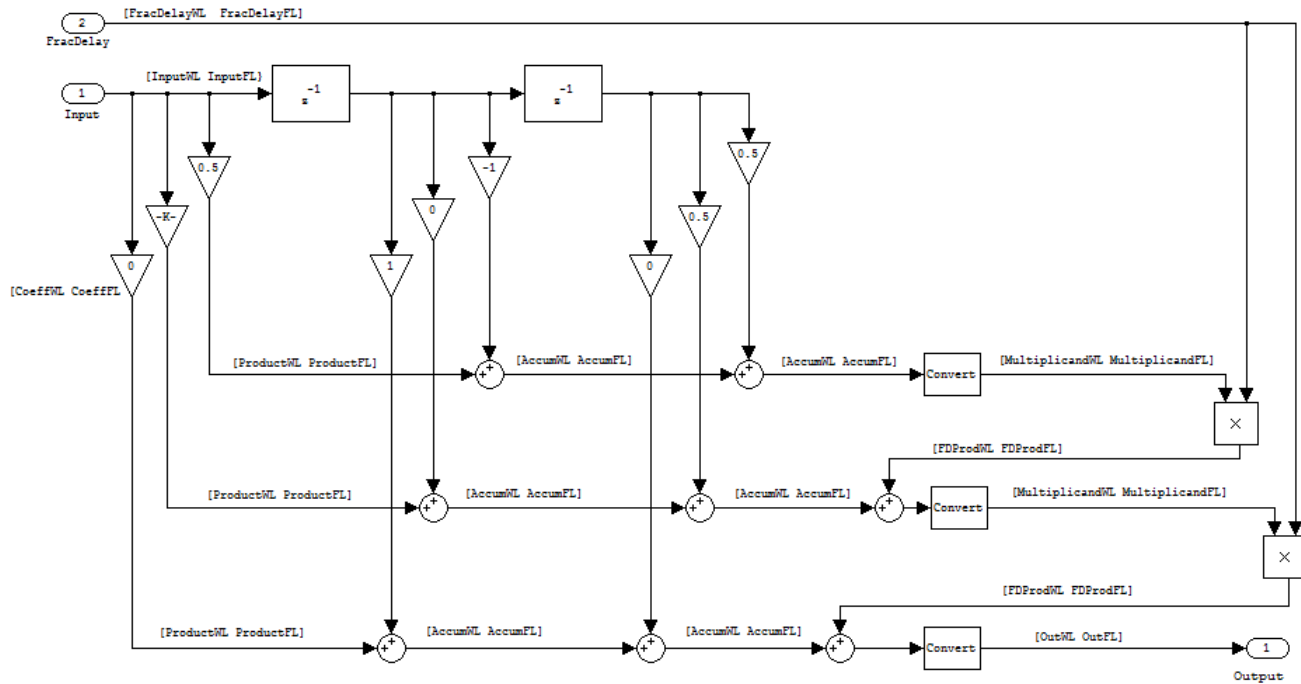 [FracDelayWL FracDelayFL]
2
FracDelay
[InputWL InputFL}
1
Input
-1
z
-1
z
0.5
-1
0.5
-K-
0
0.5
0
1
0
[CoeffWL CoeffFL
[ProductWL ProductFL]
[AccumWL AccumFL]
[AccumWL AccumFL]
[MultiplicandWL MultiplicandFL]
+
+
+
+
Convert
×
[FDProdWL FDProdFL]
[ProductWL ProductFL]
[AccumWL AccumFL]
[AccumWL AccumFL]
[MultiplicandWL MultiplicandFL]
+
+
+
+
+
+
Convert
×
[FDProdWL FDProdFL]
[ProductWL ProductFL]
[AccumWL AccumFL]
[AccumWL AccumFL]
[OutWL OutFL]
+
+
+
+
+
+
Convert
1
Output